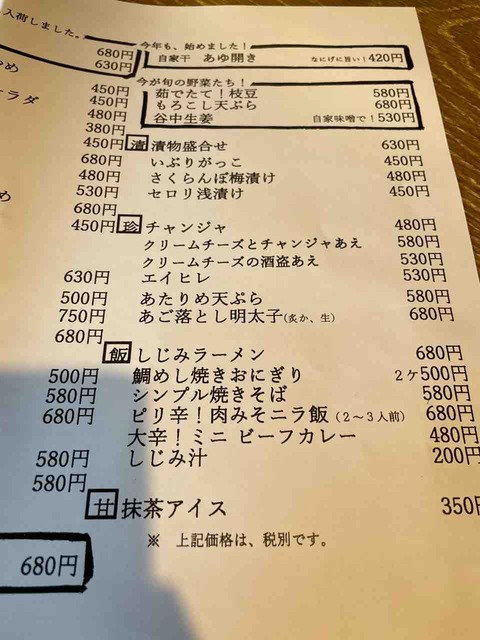 入荷しました。
680円
630円
ラダ
450円
450円
480円
380円
450円
680円
480円
530円
680円
450円
630円
500円
750円
680円
500円
580円
680円
580円
580円
680円
今年も、始めました！
自家干 あゆ開き なにげに旨い！420円
今が旬の野菜たち！
茹でたて！枝豆 580円
もろこし天ぷら 680円
谷中生姜 自家味噌で！530円
漬 漬物盛合せ 630円
いぶりがっこ 450円
さくらんぼ梅漬け 480円
セロリ浅漬け 450円
珍 チャンジャ 480円
クリームチーズとチャンジャあえ 580円
クリームチーズの酒盗あえ 530円
エイヒレ 530円
あたりめ天ぷら 580円
あご落とし明太子(炙か、生) 680円
飯 しじみラーメン 680円
鯛めし焼きおにぎり 2ケ500円
シンプル焼きそば 580円
ピリ辛！肉みそニラ飯（2～3人前） 680円
大辛！ミニ ビーフカレー 480円
しじみ汁 200円
甘 抹茶アイス 350円
※ 上記価格は、税別です。